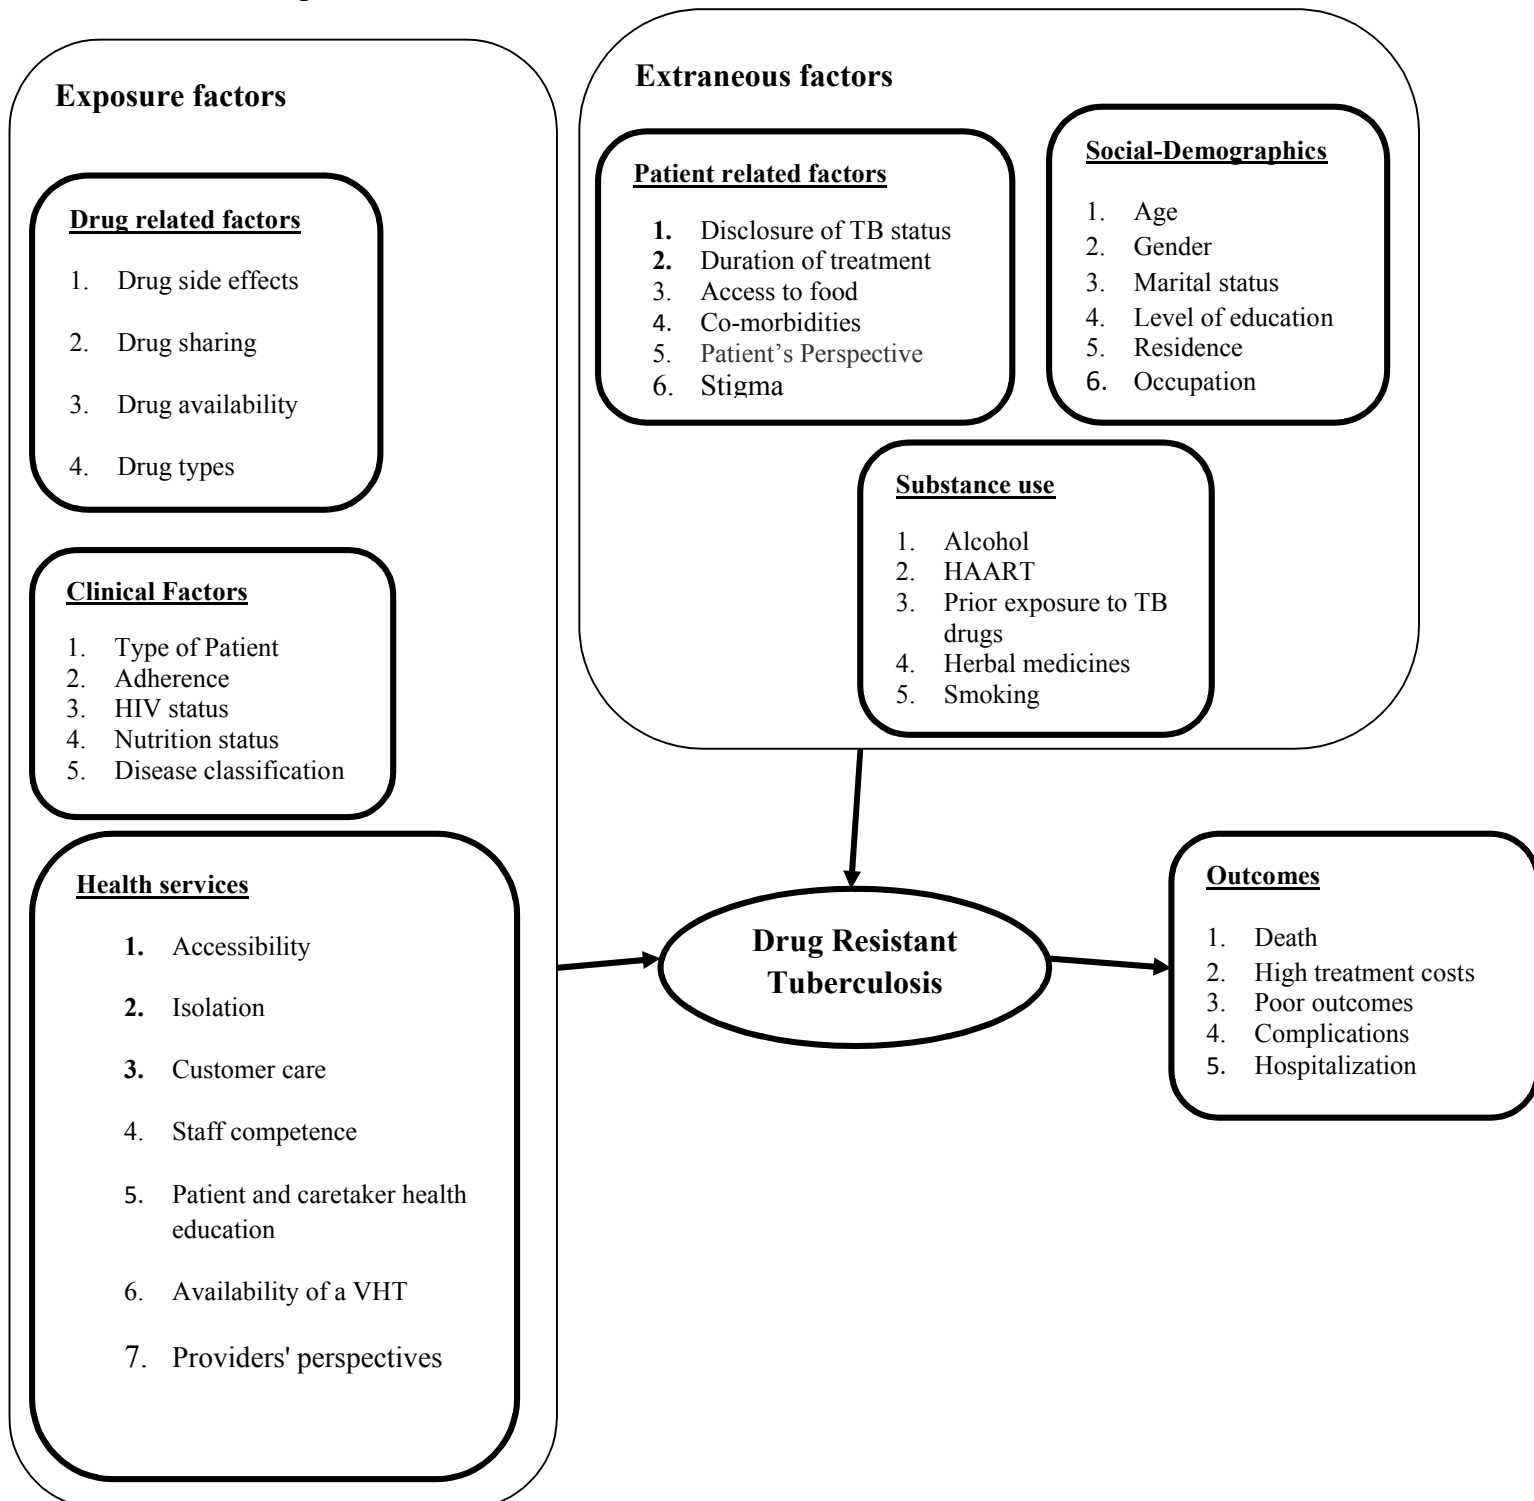 Exposure factors
Drug related factors
1. Drug side effects
2. Drug sharing
3. Drug availability
4. Drug types
Clinical Factors
1. Type of Patient
2. Adherence
3. HIV status
4. Nutrition status
5. Disease classification
Health services
1. Accessibility
2. Isolation
3. Customer care
4. Staff competence
5. Patient and caretaker health
education
6. Availability of a VHT
7. Providers' perspectives
Extraneous factors
Patient related factors
1. Disclosure of TB status
2. Duration of treatment
3. Access to food
4. Co-morbidities
5. Patient’s Perspective
6. Stigma
Social-Demographics
1. Age
2. Gender
3. Marital status
4. Level of education
5. Residence
6. Occupation
Substance use
1. Alcohol
2. HAART
3. Prior exposure to TB
drugs
4. Herbal medicines
5. Smoking
Drug Resistant
Tuberculosis
Outcomes
1. Death
2. High treatment costs
3. Poor outcomes
4. Complications
5. Hospitalization